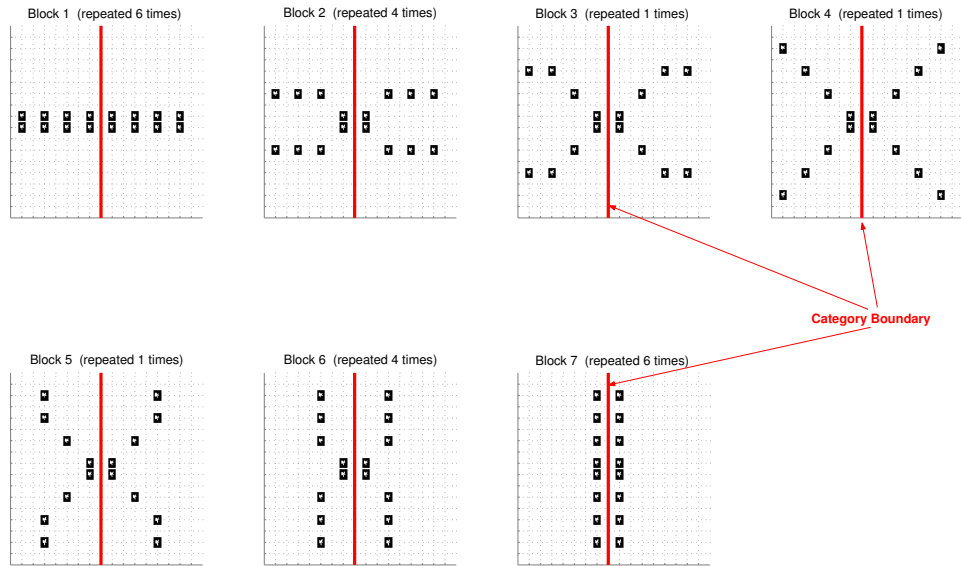 Block 1  (repeated 6 times)
Block 2  (repeated 4 times)
Block 3  (repeated 1 times)
Block 4  (repeated 1 times)
Category Boundary
Block 5  (repeated 1 times)
Block 6  (repeated 4 times)
Block 7  (repeated 6 times)